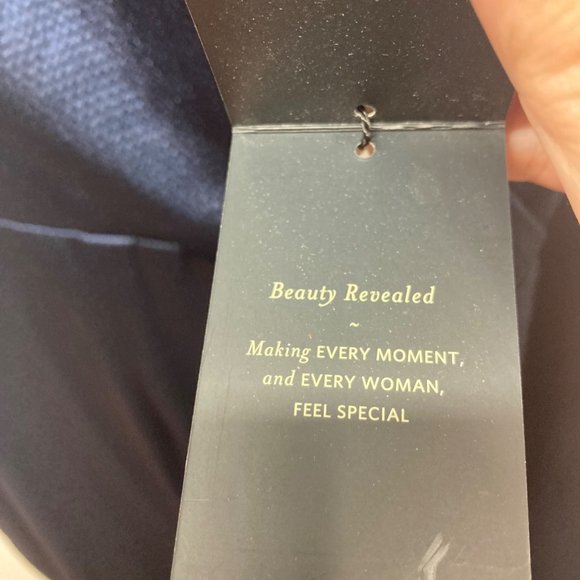 Beauty Revealed
~
Making EVERY MOMENT,
and EVERY WOMAN,
FEEL SPECIAL